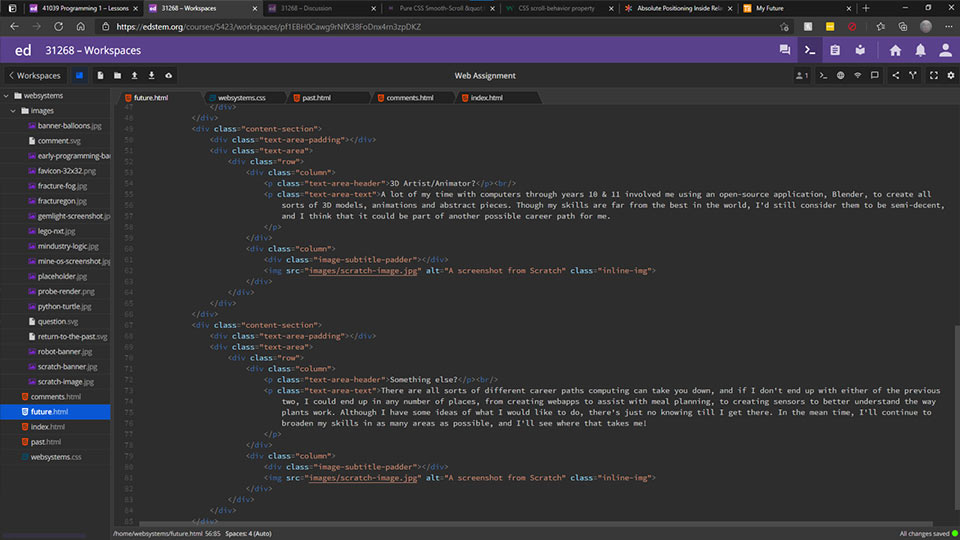 41039 Programming 1 – Lessons
31268 – Workspaces
31268 – Discussion
Pure CSS Smooth-Scroll &quot
CSS scroll-behavior property
Absolute Positioning Inside Rela
My Future
https://edstem.org/courses/5423/workspaces/pf1EBH0Cawg9rNfX38FoDnx4rn3zpDKZ
ed 31268 – Workspaces
Workspaces
Web Assignment
1
websystems
images
banner-balloons.jpg
comment.svg
early-programming-ba
favicon-32x32.png
fracture-fog.jpg
fracturegon.jpg
gemlight-screenshot.j
lego-nxt.jpg
mindustry-logic.jpg
mine-os-screenshot.j
placeholder.jpg
probe-render.png
python-turtle.jpg
question.svg
return-to-the-past.svg
robot-banner.jpg
scratch-banner.jpg
scratch-image.jpg
comments.html
future.html
index.html
past.html
websystems.css
future.html
websystems.css
past.html
comments.html
index.html
47 </div>
48 </div>
49 <div class="content-section">
50 <div class="text-area-padding"></div>
51 <div class="text-area">
52 <div class="row">
53 <div class="column">
54 <p class="text-area-header">3D Artist/Animator?</p><br/>
55 <p class="text-area-text">A lot of my time with computers through years 10 & 11 involved me using an open-source application, Blender, to create all
56 sorts of 3D models, animations and abstract pieces. Though my skills are far from the best in the world, I'd still consider them to be semi-decent,
57 and I think that it could be part of another possible career path for me.
58 </p>
59 </div>
60 <div class="column">
61 <div class="image-subtitle-padder"></div>
62 <img src="images/scratch-image.jpg" alt="A screenshot from Scratch" class="inline-img">
63 </div>
64 </div>
65 </div>
66 </div>
67 <div class="content-section">
68 <div class="text-area-padding"></div>
69 <div class="text-area">
70 <div class="row">
71 <div class="column">
72 <p class="text-area-header">Something else?</p><br/>
73 <p class="text-area-text">There are all sorts of different career paths computing can take you down, and if I don't end up with either of the previous
74 two, I could end up in any number of places, from creating webapps to assist with meal planning, to creating sensors to better understand the way
75 plants work. Although I have some ideas of what I would like to do, there's just no knowing till I get there. In the mean time, I'll continue to
76 broaden my skills in as many areas as possible, and I'll see where that takes me!
77 </p>
78 </div>
79 <div class="column">
80 <div class="image-subtitle-padder"></div>
81 <img src="images/scratch-image.jpg" alt="A screenshot from Scratch" class="inline-img">
82 </div>
83 </div>
84 </div>
85 </div>
/home/websystems/future.html 56:85 Spaces: 4 (Auto)
All changes saved